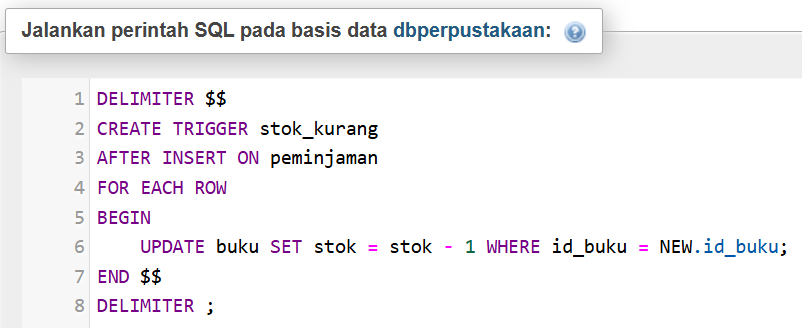 Jalankan perintah SQL pada basis data dbperpustakaan:
1 DELIMITER $$
2 CREATE TRIGGER stok_kurang
3 AFTER INSERT ON peminjaman
4 FOR EACH ROW
5 BEGIN
6     UPDATE buku SET stok = stok - 1 WHERE id_buku = NEW.id_buku;
7 END $$
8 DELIMITER ;